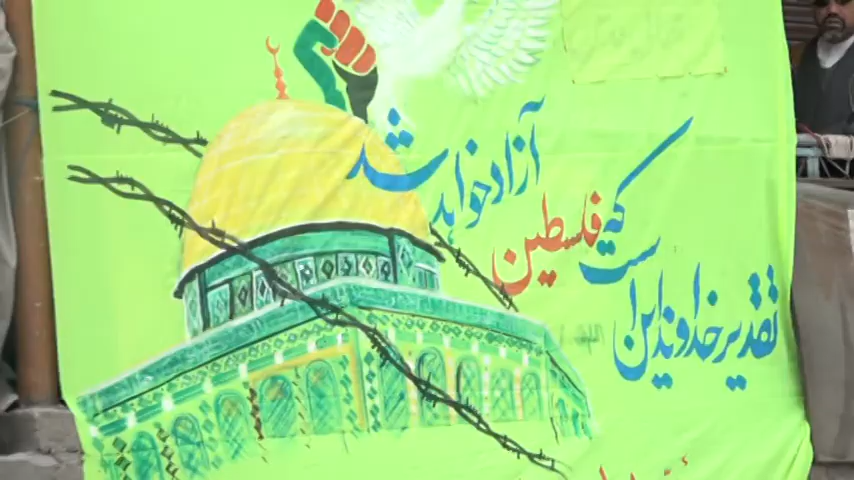 تقدیر خداوند این است که فلسطین آزاد خواهد شد